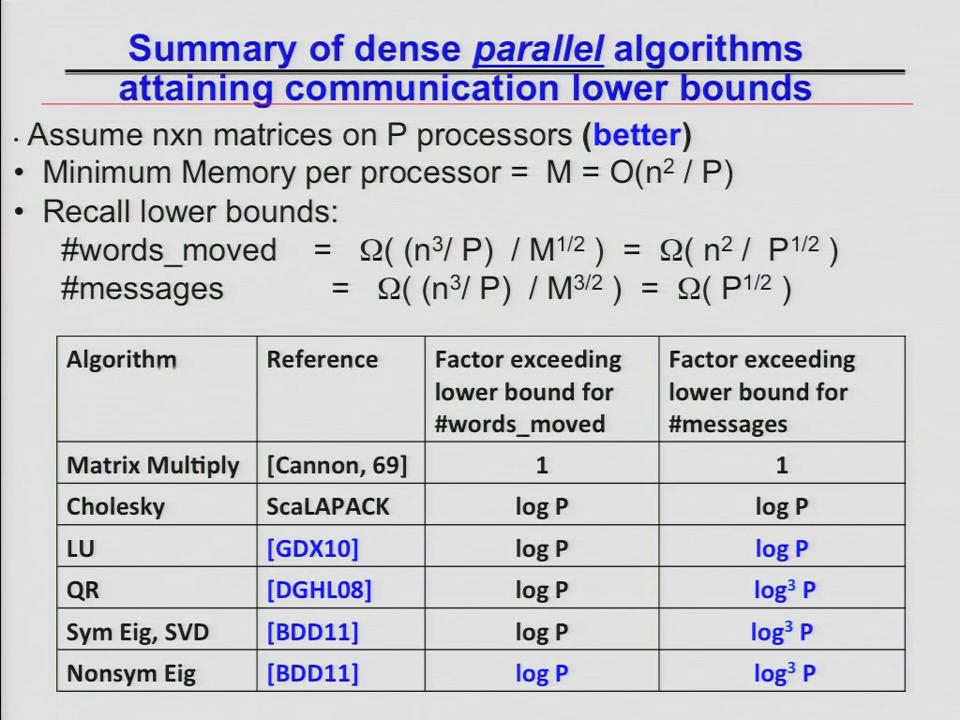 Summary of dense parallel algorithms
attaining communication lower bounds
· Assume nxn matrices on P processors (better)
• Minimum Memory per processor = M = O(n² / P)
• Recall lower bounds:
#words_moved = Ω( (n³/ P) / M^1/2 ) = Ω( n² / P^1/2 )
#messages = Ω( (n³/ P) / M^3/2 ) = Ω( P^1/2 )
Algorithm Reference Factor exceeding lower bound for #words_moved Factor exceeding lower bound for #messages
Matrix Multiply [Cannon, 69] 1 1
Cholesky ScaLAPACK log P log P
LU [GDX10] log P log P
QR [DGHL08] log P log³ P
Sym Eig, SVD [BDD11] log P log³ P
Nonsym Eig [BDD11] log P log³ P